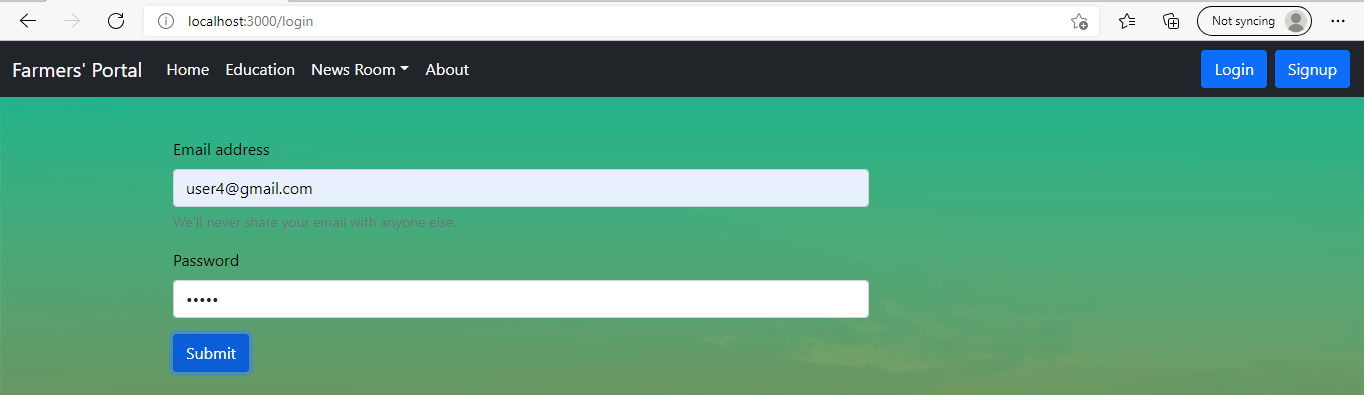 localhost:3000/login
Not syncing
Farmers' Portal Home Education News Room About Login Signup
Email address
user4@gmail.com
We'll never share your email with anyone else.
Password
•••••
Submit